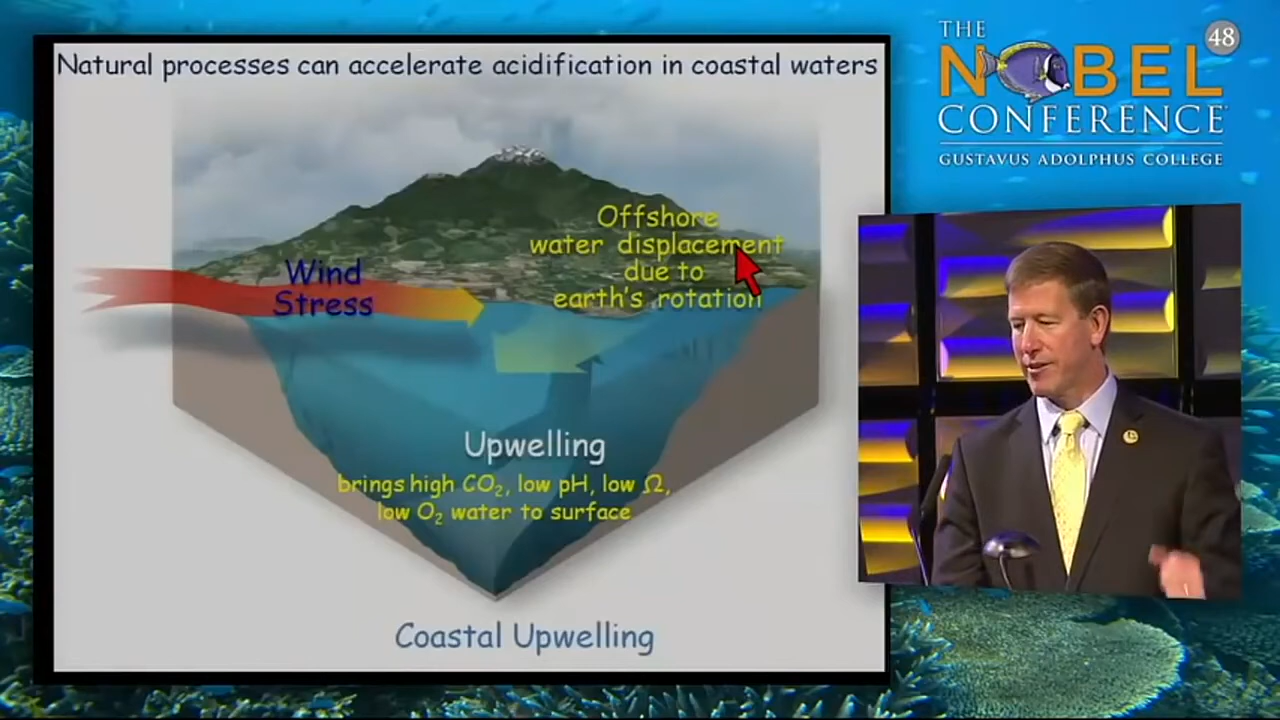 Natural processes can accelerate acidification in coastal waters
Offshore
water displacement
due to
earth's rotation
Wind
Stress
Upwelling
brings high CO₂, low pH, low Ω,
low O₂ water to surface
Coastal Upwelling
THE
NOBEL
48
CONFERENCE
GUSTAVUS ADOLPHUS COLLEGE